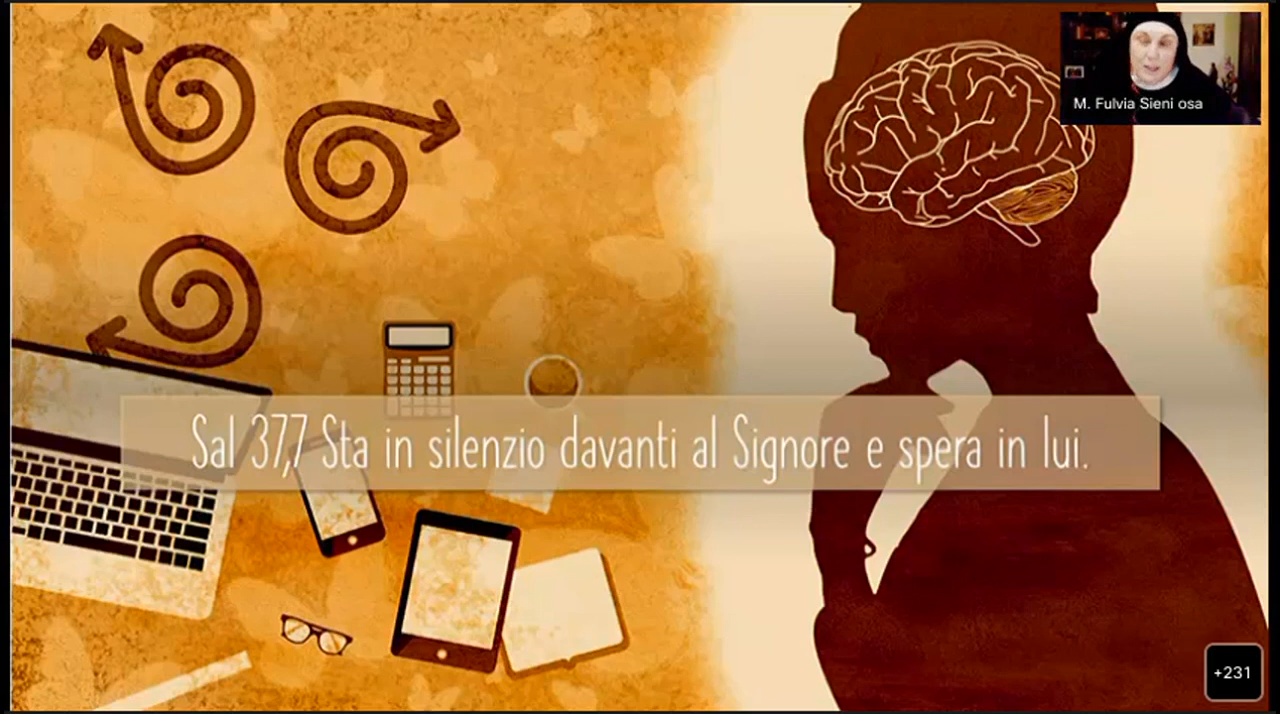 M. Fulvia Sieni osa
Sal 37,7 Sta in silenzio davanti al Signore e spera in lui.
+231